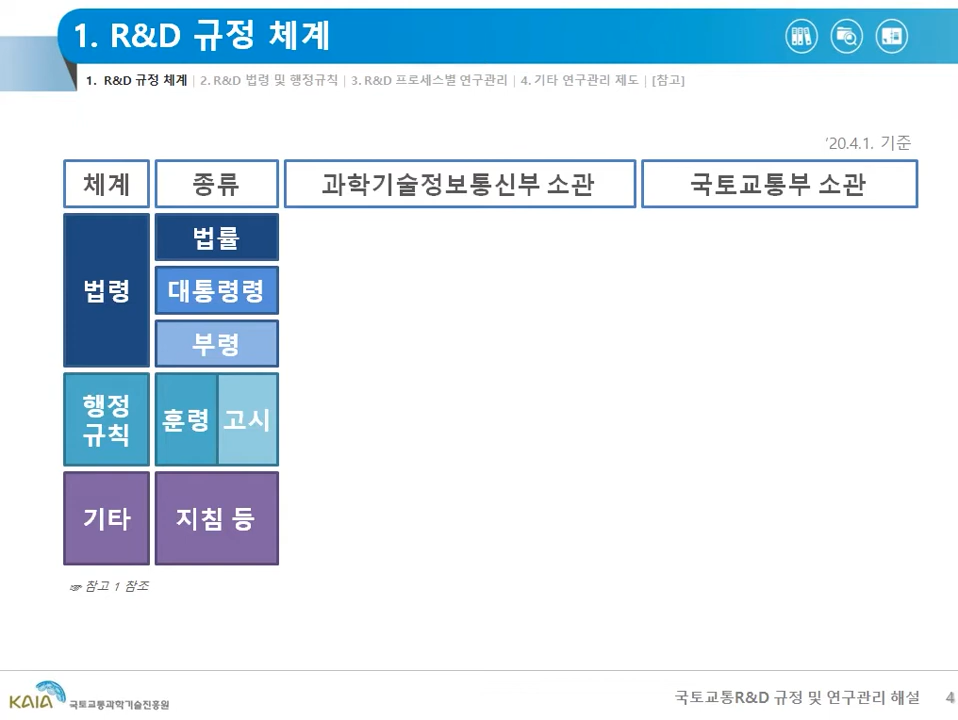 1. R&D 규정 체계
1. R&D 규정 체계 | 2. R&D 법령 및 행정규칙 | 3. R&D 프로세스별 연구관리 | 4. 기타 연구관리 제도 | [참고]
‘20.4.1. 기준
체계 종류 과학기술정보통신부 소관 국토교통부 소관
법령 법률
대통령령
부령
행정
규칙
훈령 고시
기타 지침 등
☞ 참고 1 참조
KAIA 국토교통과학기술진흥원
국토교통R&D 규정 및 연구관리 해설 4